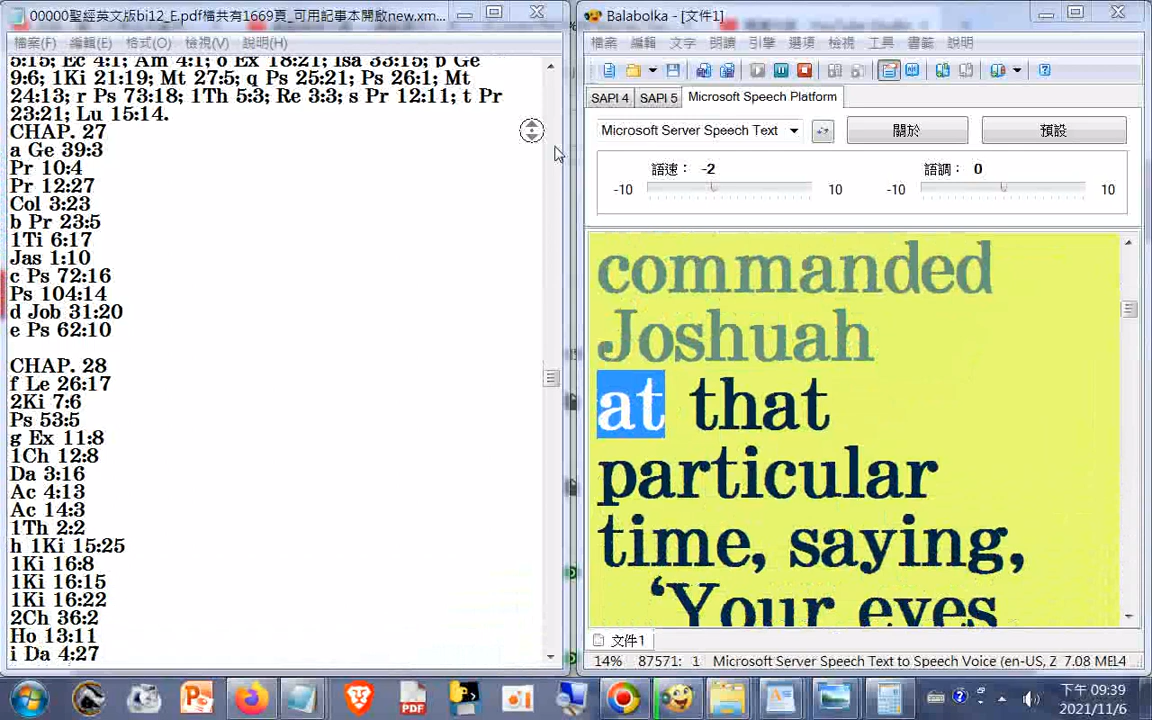 00000聖經英文版bi12_E.pdf檔共有1669頁_可用記事本開啟new.xm...
檔案(F) 編輯(E) 格式(O) 檢視(V) 說明(H)
5:15; Ec 4:1; Am 4:1; o Ex 18:21; Isa 33:15; p Ge
9:6; 1Ki 21:19; Mt 27:5; q Ps 25:21; Ps 26:1; Mt
24:13; r Ps 73:18; 1Th 5:3; Re 3:3; s Pr 12:11; t Pr
23:21; Lu 15:14.
CHAP. 27
a Ge 39:3
Pr 10:4
Pr 12:27
Col 3:23
b Pr 23:5
1Ti 6:17
Jas 1:10
c Ps 72:16
Ps 104:14
d Job 31:20
e Ps 62:10
CHAP. 28
f Le 26:17
2Ki 7:6
Ps 53:5
g Ex 11:8
1Ch 12:8
Da 3:16
Ac 4:13
Ac 14:3
1Th 2:2
h 1Ki 15:25
1Ki 16:8
1Ki 16:15
1Ki 16:22
2Ch 36:2
Ho 13:11
i Da 4:27
Balabolka - [文件1]
檔案 編輯 文字 朗讀 引擎 選項 檢視 工具 書籤 說明
SAPI 4 SAPI 5 Microsoft Speech Platform
Microsoft Server Speech Text 關於 預設
語速： -2 語調： 0
-10 10 -10 10
commanded
Joshuah
at that
particular
time, saying,
‘Your eyes
文件1
14% 87571: 1 Microsoft Server Speech Text to Speech Voice (en-US, Z 7.08 ME14
PDF
下午 09:39
2021/11/6